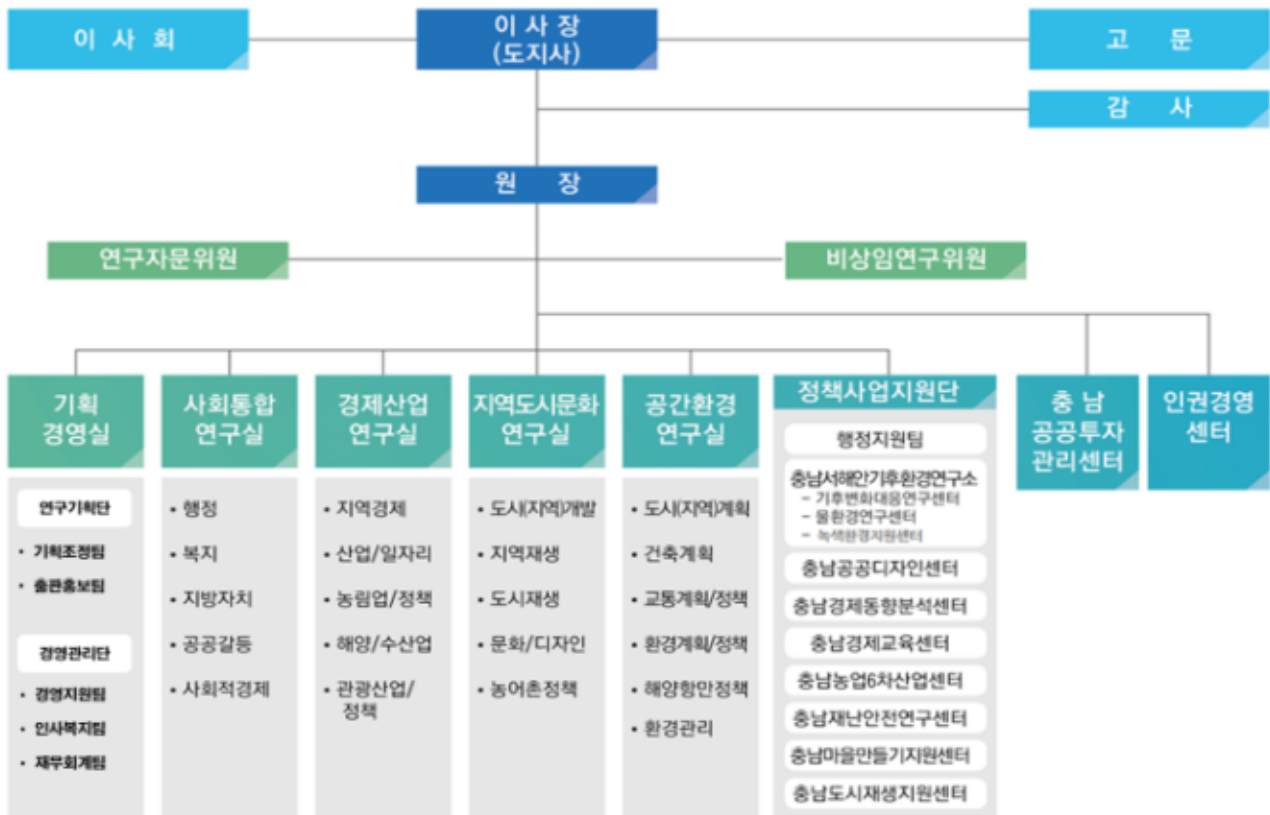 이 사 회
이 사 장
(도지사)
고 문
감 사
원 장
연구자문위원
비상임연구위원
기획
경영실
연구기획단
• 기획조정팀
• 출판홍보팀
경영관리단
• 경영지원팀
• 인사복지팀
• 재무회계팀
사회통합
연구실
• 행정
• 복지
• 지방자치
• 공공갈등
• 사회적경제
경제산업
연구실
• 지역경제
• 산업/일자리
• 농림업/정책
• 해양/수산업
• 관광산업/
정책
지역도시문화
연구실
• 도시(지역)개발
• 지역재생
• 도시재생
• 문화/디자인
• 농어촌정책
공간환경
연구실
• 도시(지역)계획
• 건축계획
• 교통계획/정책
• 환경계획/정책
• 해양항만정책
• 환경관리
정책사업지원단
행정지원팀
충남서해안기후환경연구소
– 기후변화대응연구센터
– 물환경연구센터
– 녹색환경지원센터
충남공공디자인센터
충남경제동향분석센터
충남경제교육센터
충남농업6차산업센터
충남재난안전연구센터
충남마을만들기지원센터
충남도시재생지원센터
충 남
공공투자
관리센터
인권경영
센터